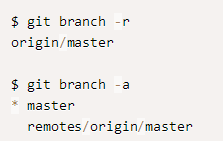 $ git branch -r
origin/master
$ git branch -a
* master
remotes/origin/master